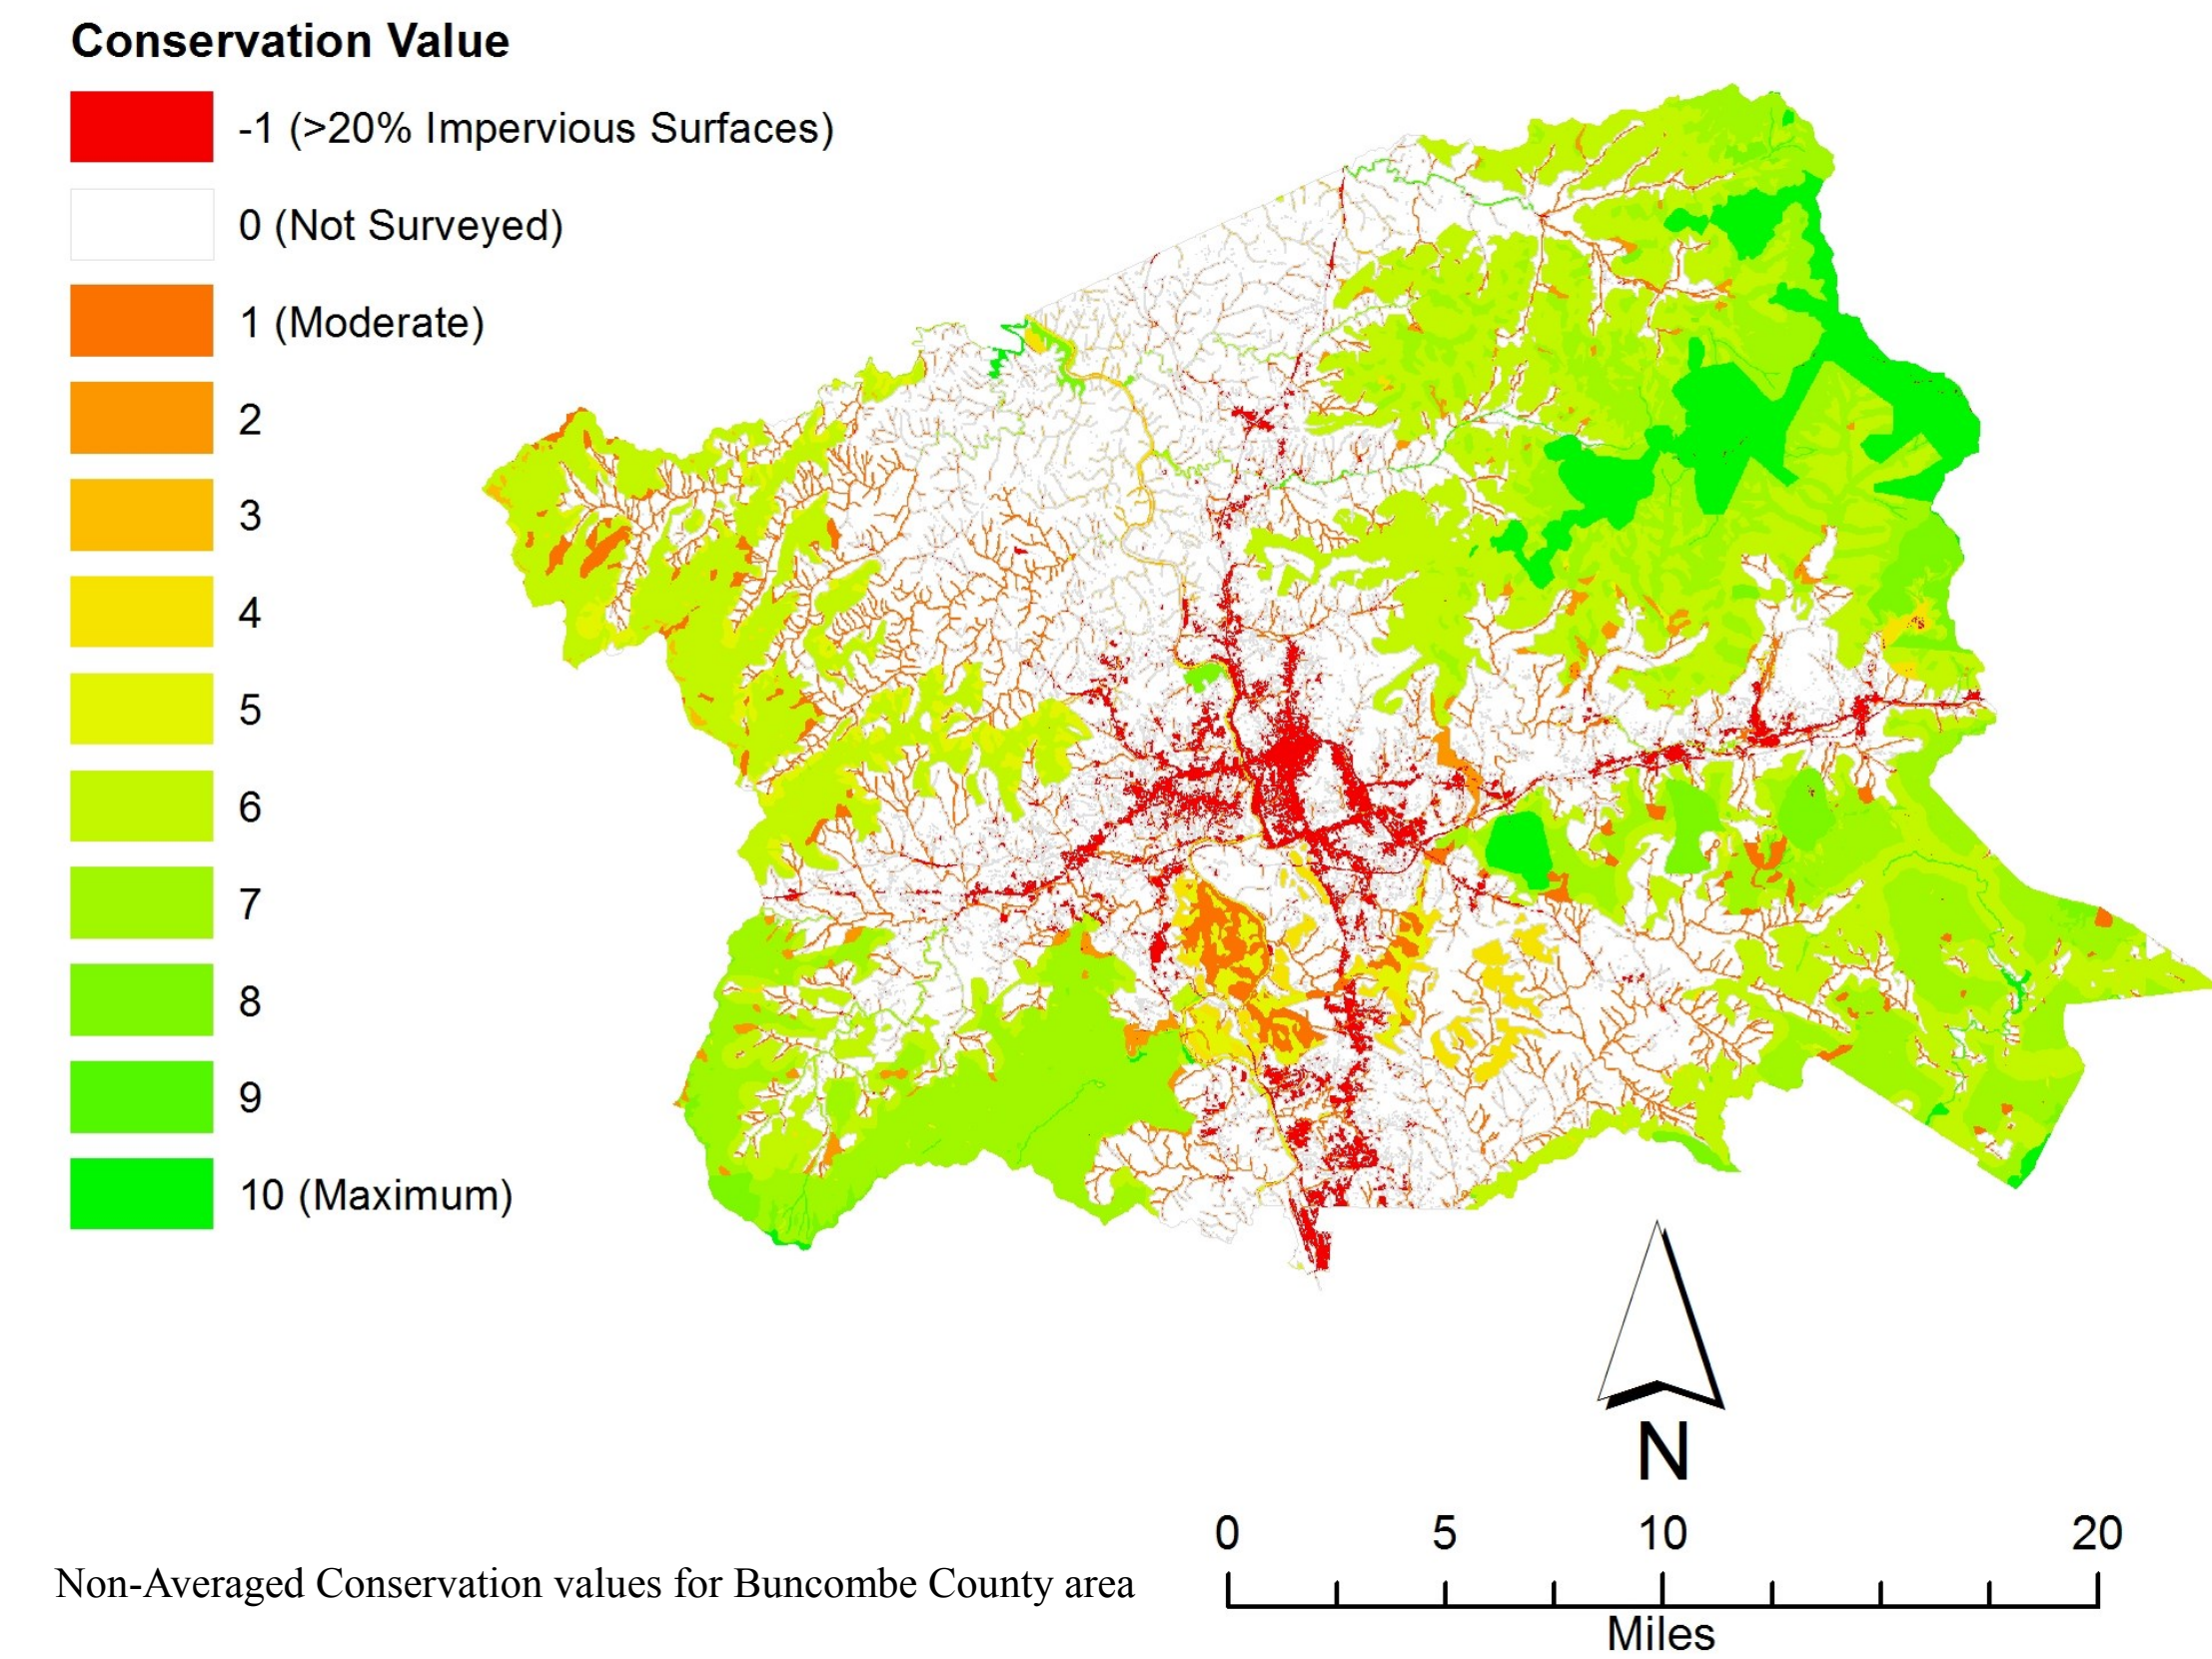 Conservation Value
-1 (>20% Impervious Surfaces)
0 (Not Surveyed)
1 (Moderate)
2
3
4
5
6
7
8
9
10 (Maximum)
N
0 5 10 20
Miles
Non-Averaged Conservation values for Buncombe County area